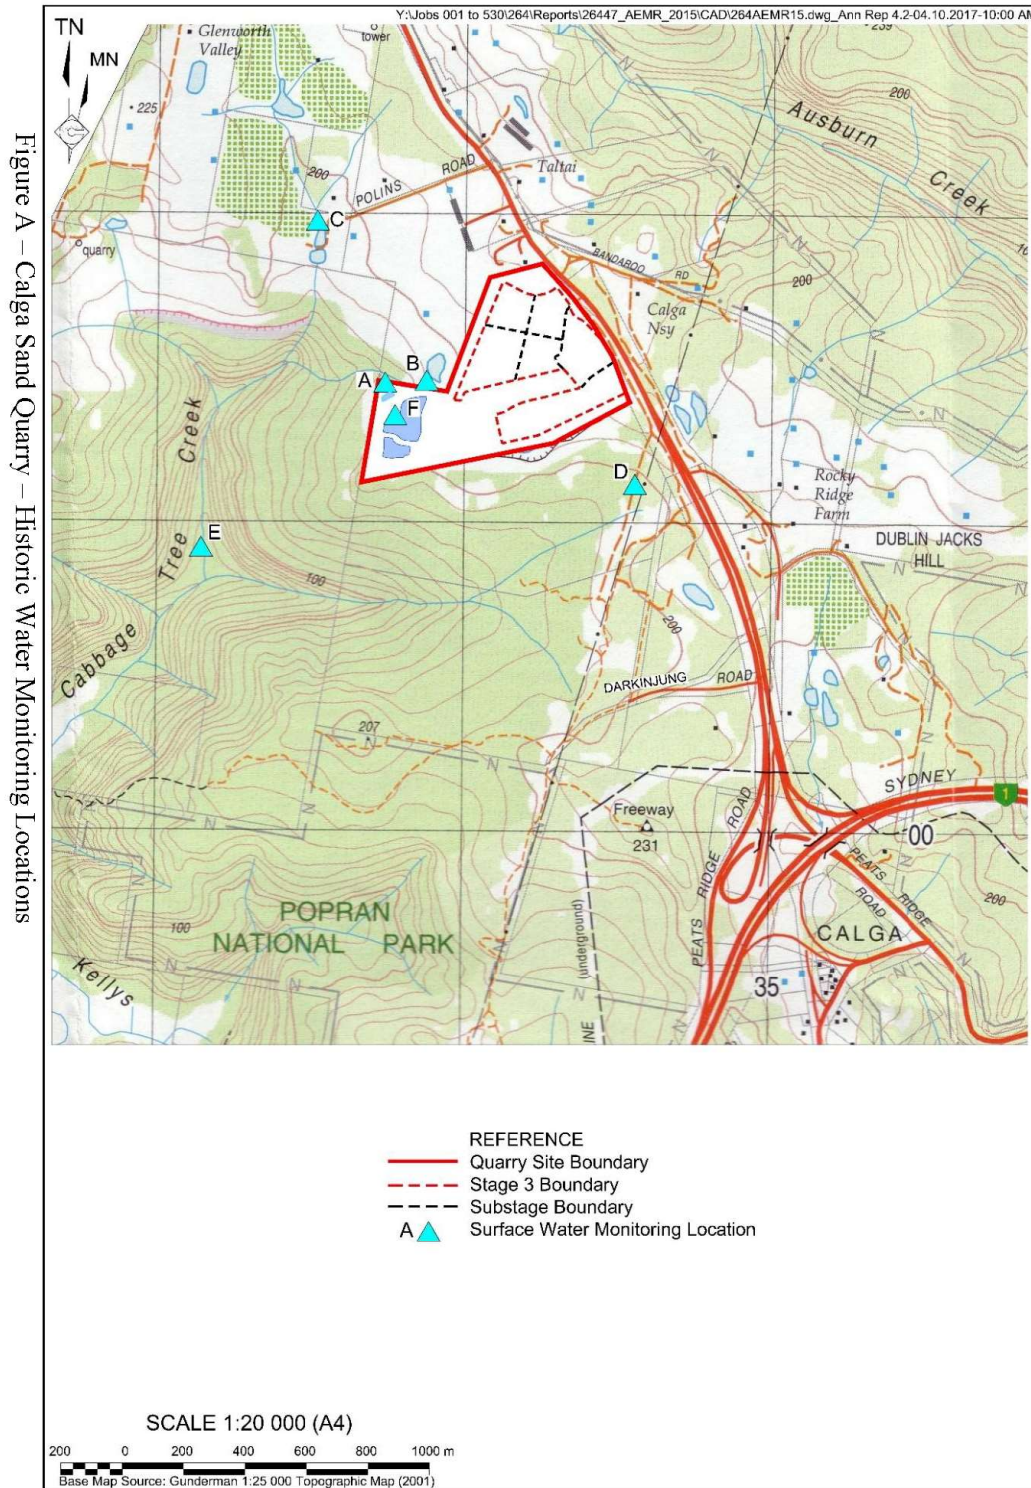 Y:\Jobs 001 to 530\264\Reports\26447_AEMR_2015\CAD\264AEMR15.dwg_Ann Rep 4.2-04.10.2017-10:00 AM
Figure A – Calga Sand Quarry – Historic Water Monitoring Locations
TN
MN
Glenworth
Valley
tower
239
225
200
Ausburn
Creek
200
POLINS ROAD
Taltai
C
quarry
BANDAROO RD
200
Calga
Nsy
A
B
F
Cabbage Tree Creek
D
Rocky
Ridge
Farm
DUBLIN JACKS
HILL
E
100
200
DARKINJUNG ROAD
207
SYDNEY
1
Freeway
231
00
PEATS RIDGE ROAD
PEATS RIDGE ROAD
200
POPRAN
NATIONAL PARK
100
(underground)
CALGA
Kellys
35
INE
N
N
N
N
N
N
N
N
N
N
N
N
REFERENCE
Quarry Site Boundary
Stage 3 Boundary
Substage Boundary
A Surface Water Monitoring Location
SCALE 1:20 000 (A4)
200 0 200 400 600 800 1000 m
Base Map Source: Gunderman 1:25 000 Topographic Map (2001)